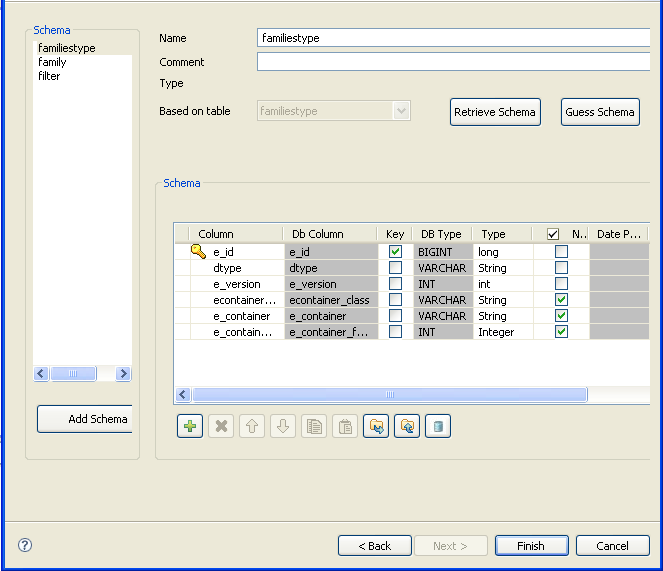 Schema
familiestype
family
filter
Add Schema
Name familiestype
Comment
Type
Based on table familiestype Retrieve Schema Guess Schema
Schema
Column Db Column Key DB Type Type N.. Date P...
e_id e_id BIGINT long
dtype dtype VARCHAR String
e_version e_version INT int
econtainer... econtainer_class VARCHAR String
e_container e_container VARCHAR String
e_contain... e_container_f... INT Integer
< Back Next > Finish Cancel